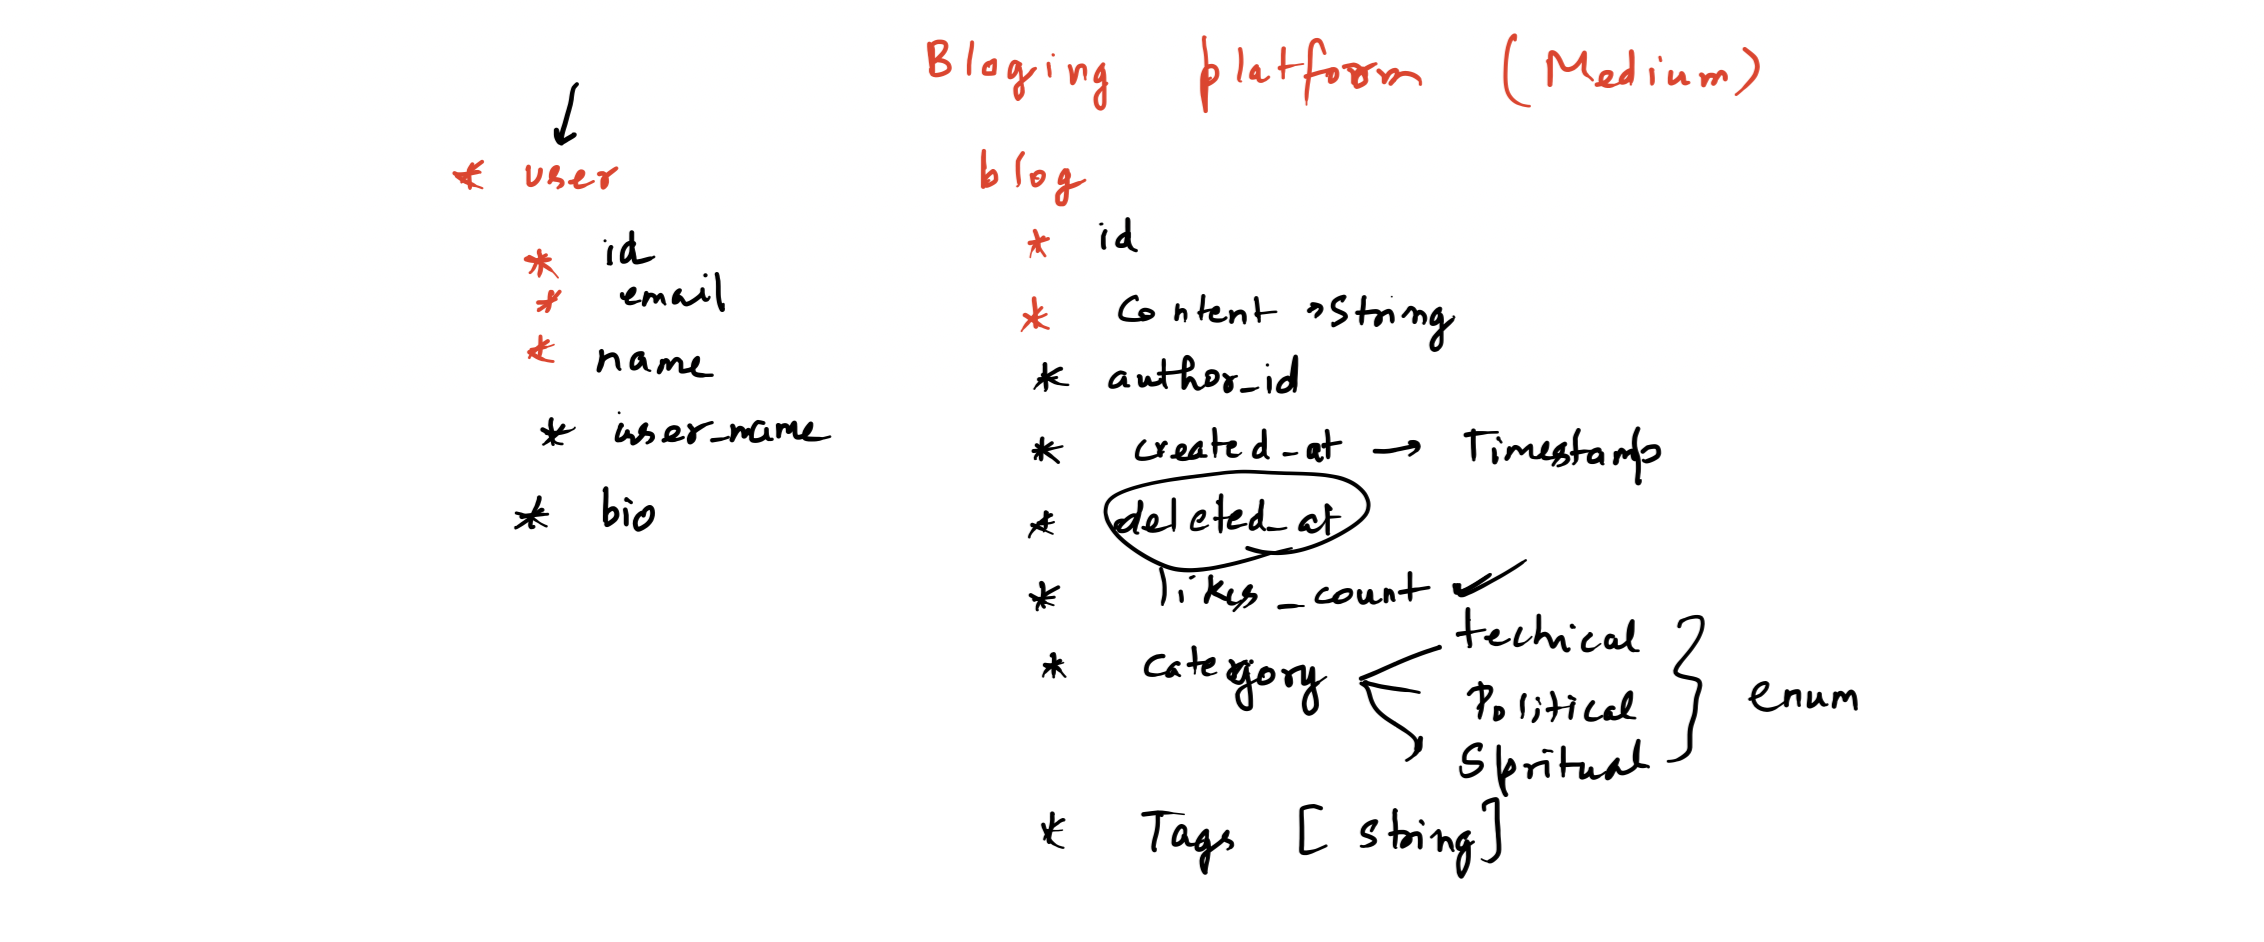 Bloging platform (Medium)
* user
* id
* email
* name
* user_name
* bio
blog
* id
* Content → String
* author_id
* created_at → Timestamp
* deleted_at
* likes_count ✓
* category
techical
Political
Spritual
enum
* Tags [ string ]